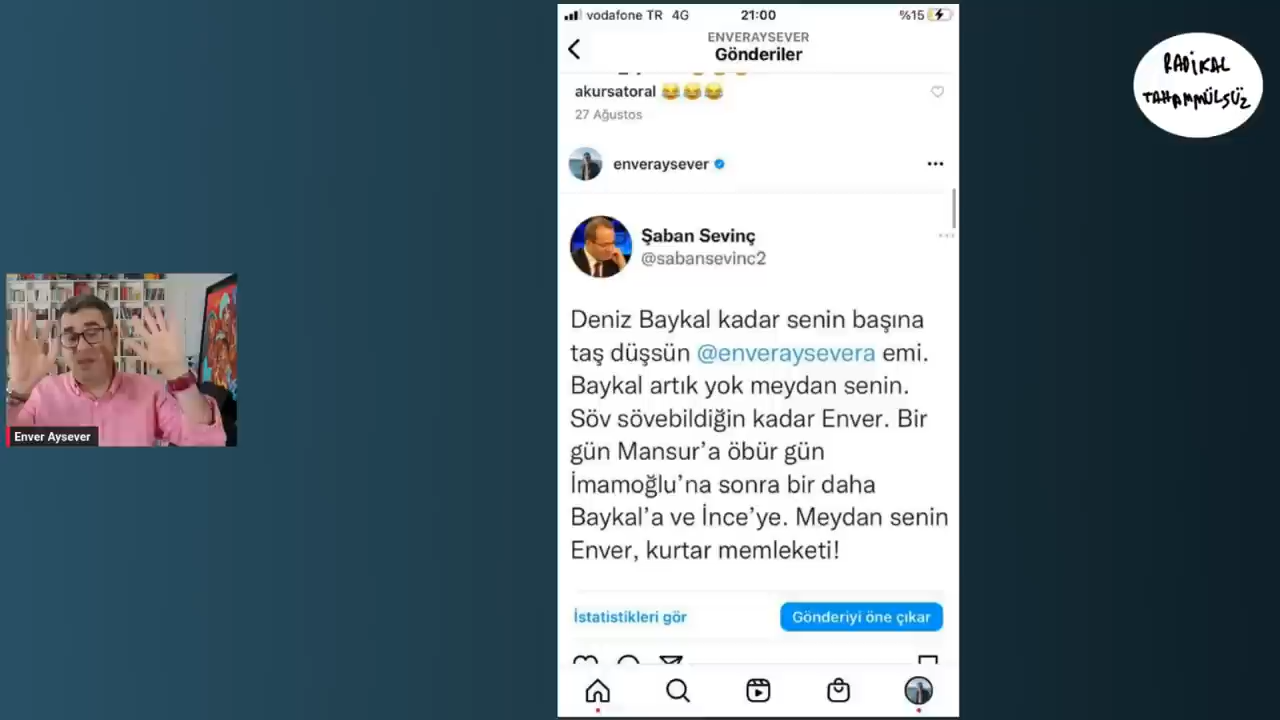 vodafone TR 4G 21:00 %15
ENVERAYSEVER
Gönderiler
akursatoral 😂😂😂
27 Ağustos
enveraysever
Şaban Sevinç
@sabansevinc2
Deniz Baykal kadar senin başına
taş düşsün @enveraysevera emi.
Baykal artık yok meydan senin.
Söv sövebildiğin kadar Enver. Bir
gün Mansur’a öbür gün
İmamoğlu’na sonra bir daha
Baykal’a ve İnce’ye. Meydan senin
Enver, kurtar memleketi!
İstatistikleri gör
Gönderiyi öne çıkar
Enver Aysever
RADİKAL
TAHAMMÜLSÜZ